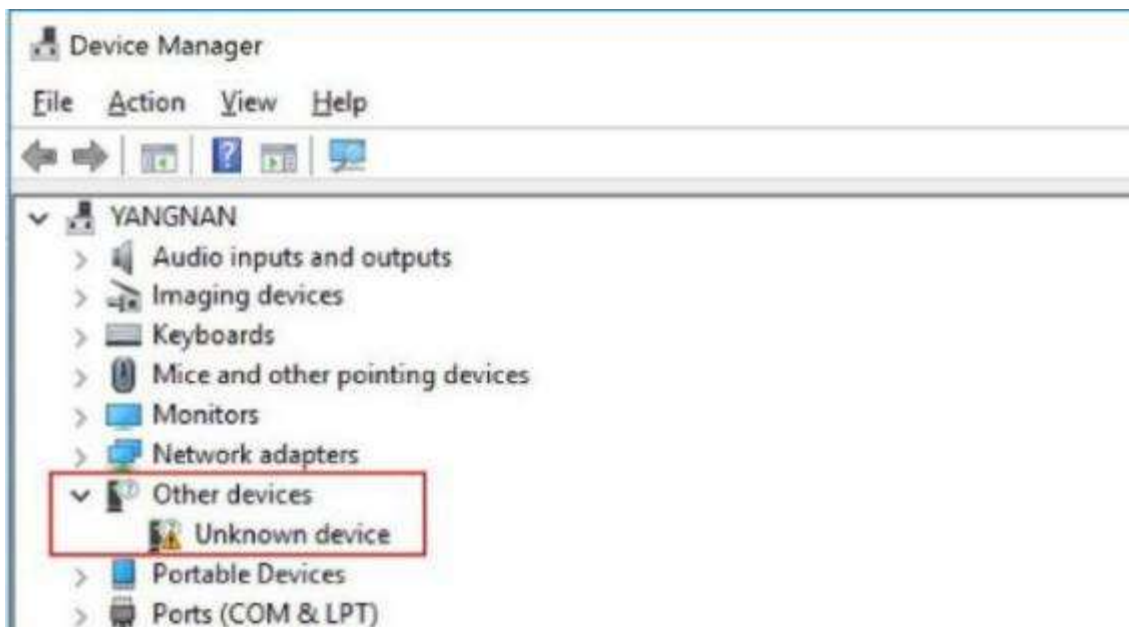 Device Manager
File Action View Help
YANGNAN
Audio inputs and outputs
Imaging devices
Keyboards
Mice and other pointing devices
Monitors
Network adapters
Other devices
Unknown device
Portable Devices
Ports (COM & LPT)